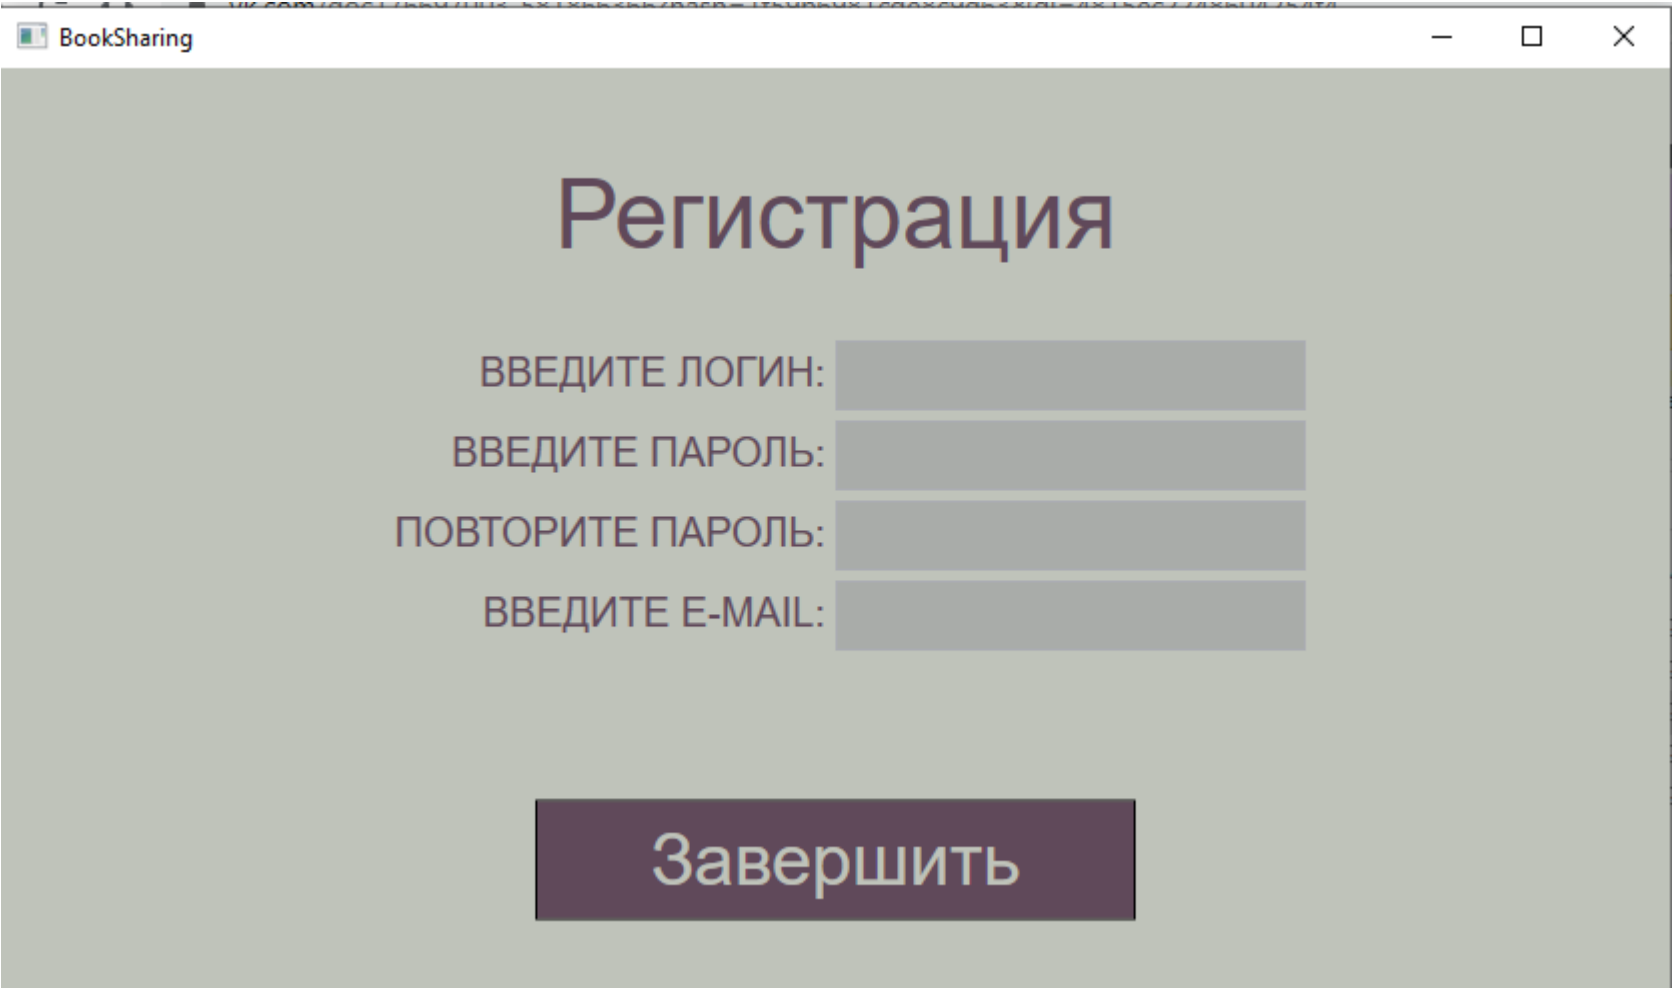 BookSharing
Регистрация
ВВЕДИТЕ ЛОГИН:
ВВЕДИТЕ ПАРОЛЬ:
ПОВТОРИТЕ ПАРОЛЬ:
ВВЕДИТЕ E-MAIL:
Завершить